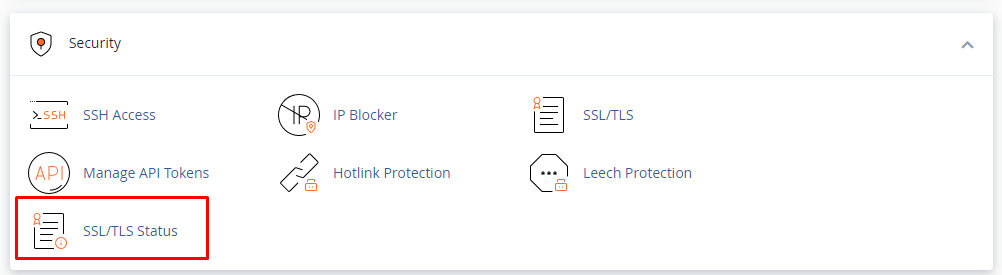 Security
SSH SSH Access
IP IP Blocker
SSL/TLS
API Manage API Tokens
Hotlink Protection
Leech Protection
SSL/TLS Status